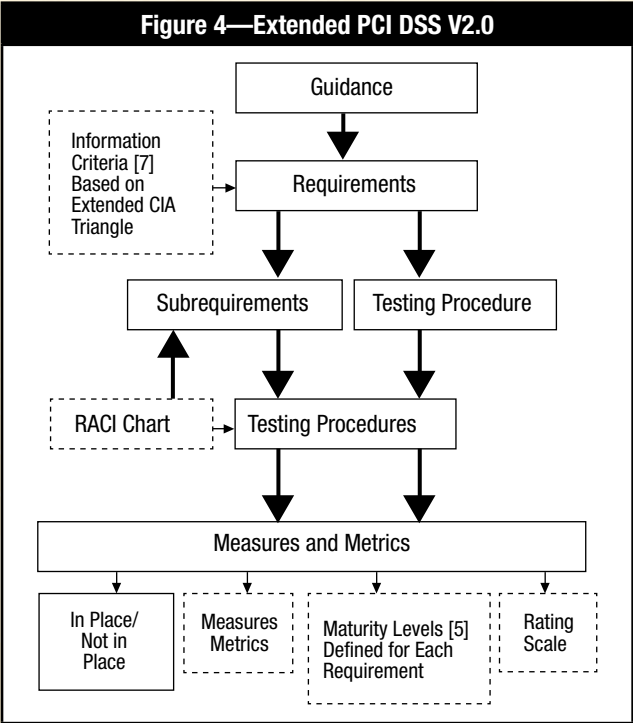 Figure 4—Extended PCI DSS V2.0
Guidance
Information
Criteria [7]
Based on
Extended CIA
Triangle
Requirements
Subrequirements
Testing Procedure
RACI Chart
Testing Procedures
Measures and Metrics
In Place/
Not in
Place
Measures
Metrics
Maturity Levels [5]
Defined for Each
Requirement
Rating
Scale